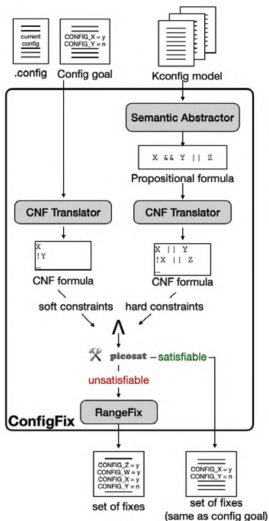 current
config
CONFIG_X = y
CONFIG_Y = n
.config
Config goal
Kconfig model
Semantic Abstractor
X && Y || Z
Propositional formula
CNF Translator
CNF Translator
X
!Y
X || Y
!X || Z
CNF formula
CNF formula
soft constraints
hard constraints
∧
picosat
satisfiable
unsatisfiable
RangeFix
ConfigFix
CONFIG_Z = y
CONFIG_W = y
CONFIG_X = y
CONFIG_Y = n
CONFIG_X = y
CONFIG_Y = n
set of fixes
set of fixes
(same as config goal)